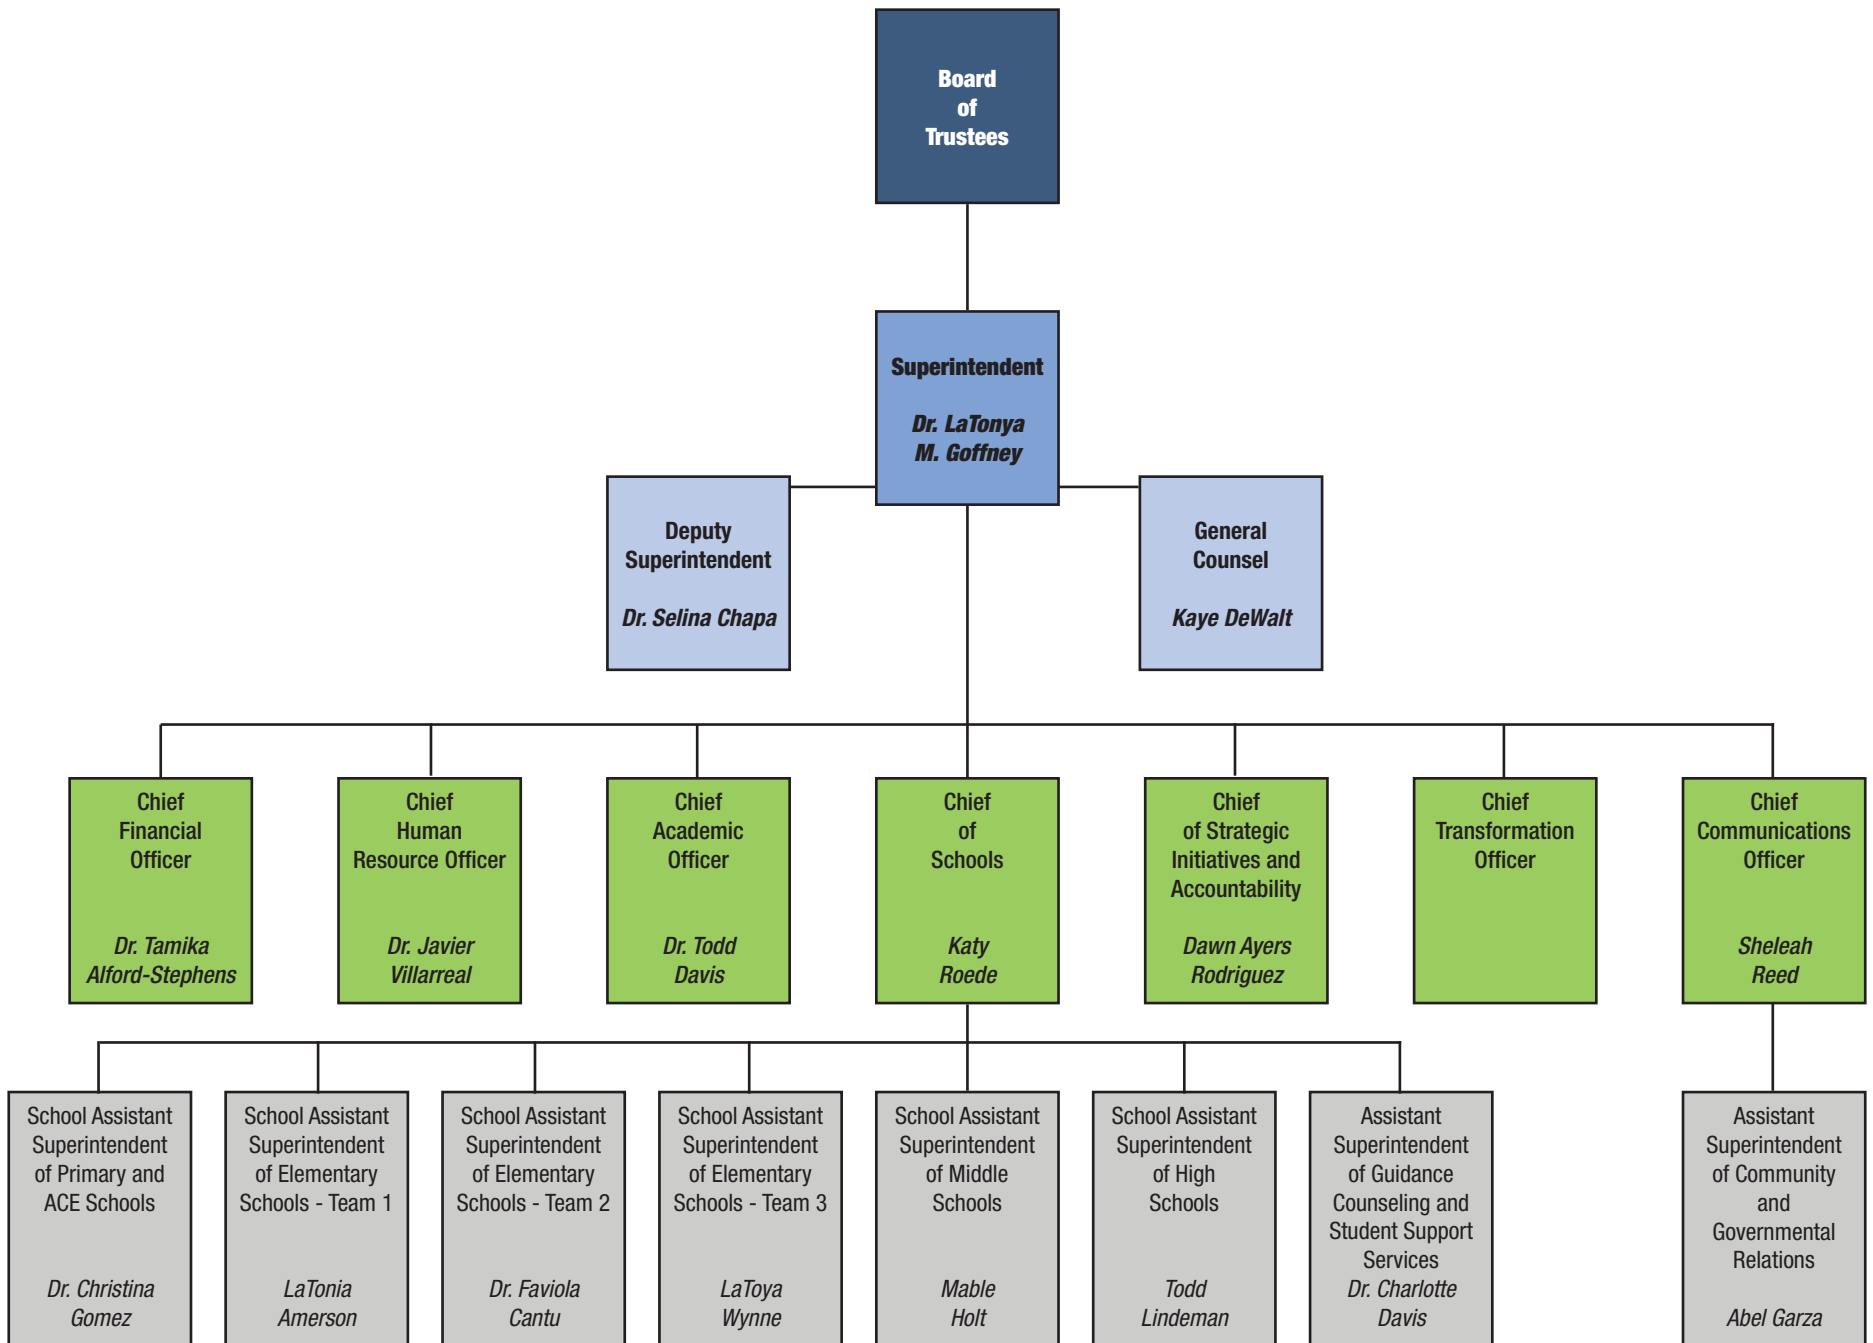 Board
of
Trustees
Superintendent
Dr. LaTonya
M. Goffney
Deputy
Superintendent
Dr. Selina Chapa
General
Counsel
Kaye DeWalt
Chief
Financial
Officer
Dr. Tamika
Alford-Stephens
Chief
Human
Resource Officer
Dr. Javier
Villarreal
Chief
Academic
Officer
Dr. Todd
Davis
Chief
of
Schools
Katy
Roede
Chief
of Strategic
Initiatives and
Accountability
Dawn Ayers
Rodriguez
Chief
Transformation
Officer
Chief
Communications
Officer
Sheleah
Reed
School Assistant
Superintendent
of Primary and
ACE Schools
Dr. Christina
Gomez
School Assistant
Superintendent
of Elementary
Schools - Team 1
LaTonia
Amerson
School Assistant
Superintendent
of Elementary
Schools - Team 2
Dr. Faviola
Cantu
School Assistant
Superintendent
of Elementary
Schools - Team 3
LaToya
Wynne
School Assistant
Superintendent
of Middle
Schools
Mable
Holt
School Assistant
Superintendent
of High
Schools
Todd
Lindeman
Assistant
Superintendent
of Guidance
Counseling and
Student Support
Services
Dr. Charlotte
Davis
Assistant
Superintendent
of Community
and
Governmental
Relations
Abel Garza